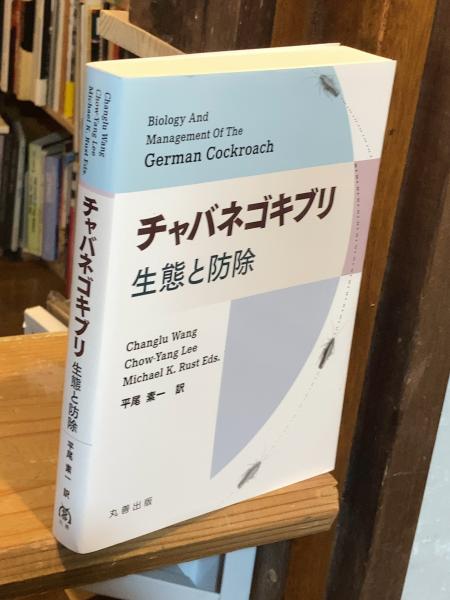 Biology And
Management Of The
German Cockroach
チャバネゴキブリ
生態と防除
Changlu Wang
Chow-Yang Lee
Michael K. Rust Eds.
平尾 素一 訳
丸善出版
Changlu Wang
Chow-Yang Lee
Michael K. Rust Eds.
チャバネゴキブリ
生態と防除
平尾 素一 訳